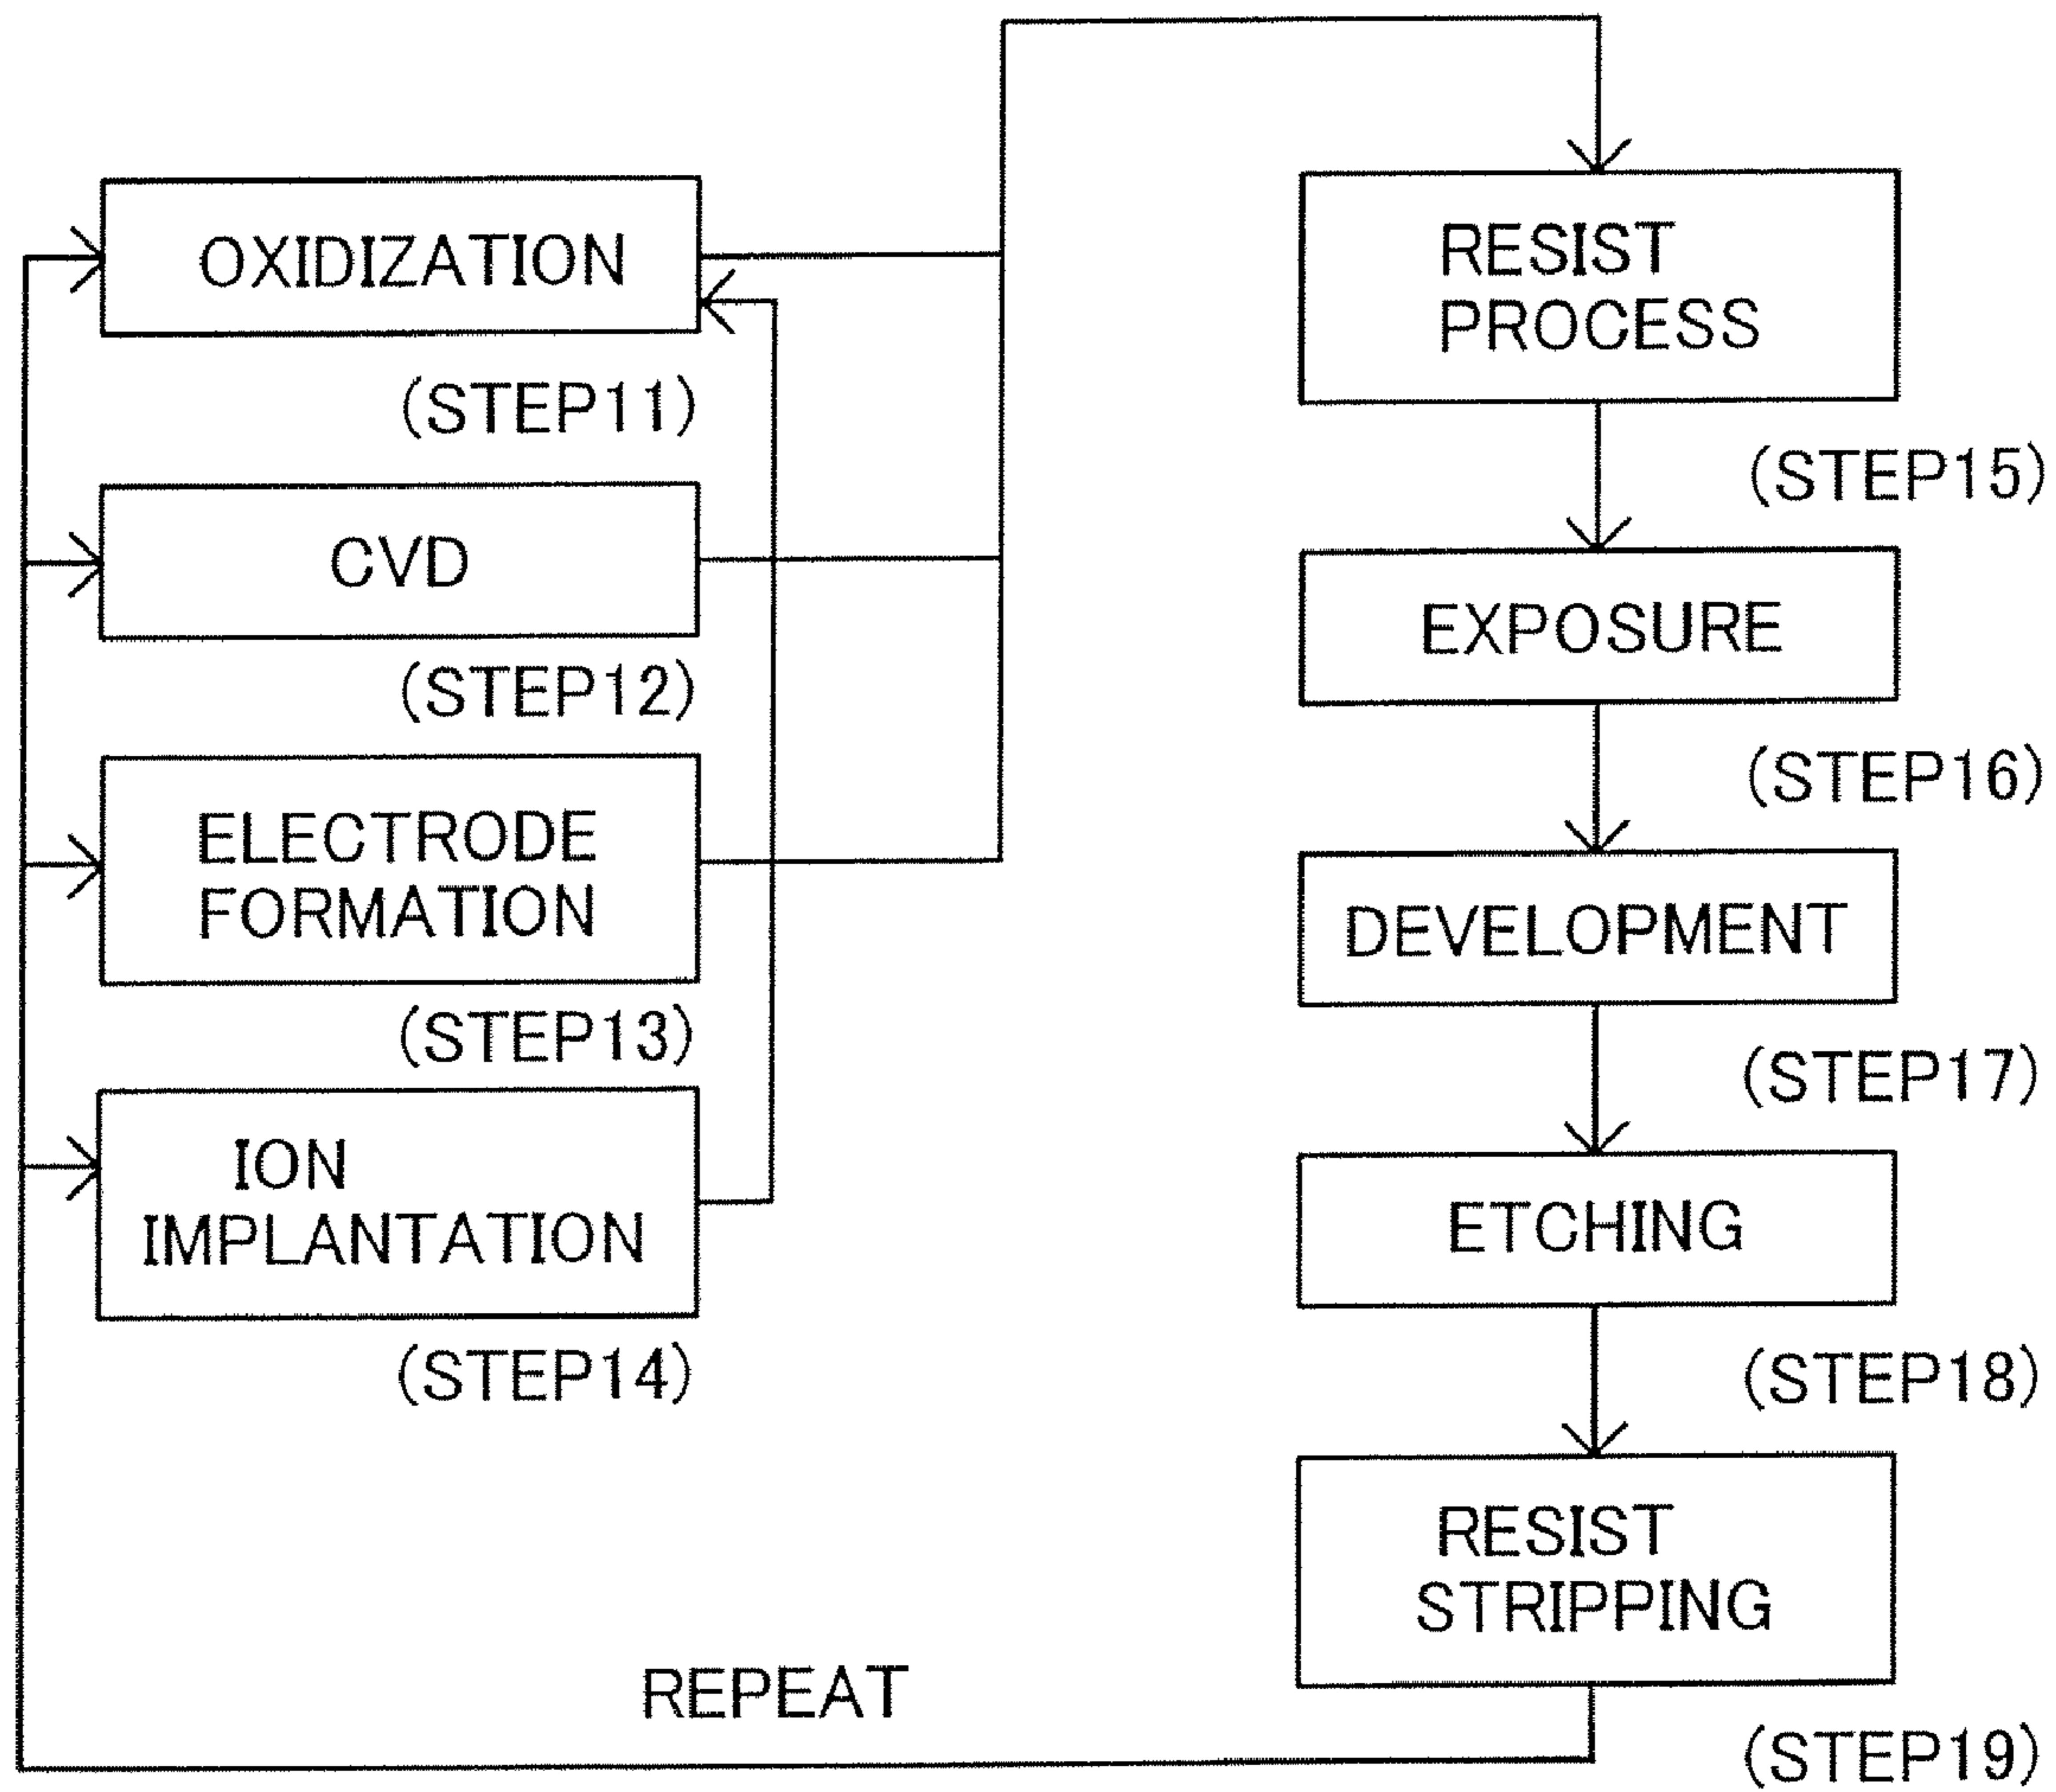 OXIDIZATION
(STEP11)
CVD
(STEP12)
ELECTRODE
FORMATION
(STEP13)
ION
IMPLANTATION
(STEP14)
RESIST
PROCESS
(STEP15)
EXPOSURE
(STEP16)
DEVELOPMENT
(STEP17)
ETCHING
(STEP18)
RESIST
STRIPPING
(STEP19)
REPEAT